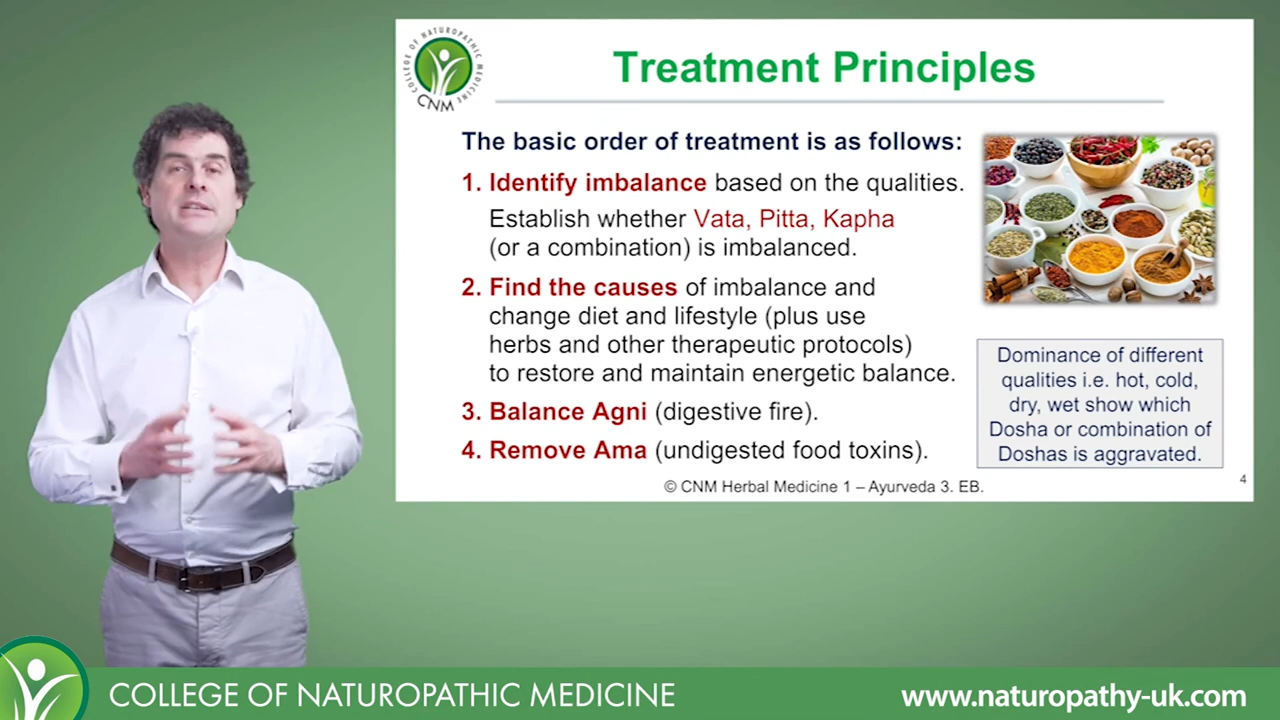 COLLEGE OF NATUROPATHIC MEDICINE
CNM
Treatment Principles
The basic order of treatment is as follows:
1. Identify imbalance based on the qualities.
Establish whether Vata, Pitta, Kapha
(or a combination) is imbalanced.
2. Find the causes of imbalance and
change diet and lifestyle (plus use
herbs and other therapeutic protocols)
to restore and maintain energetic balance.
3. Balance Agni (digestive fire).
4. Remove Ama (undigested food toxins).
Dominance of different
qualities i.e. hot, cold,
dry, wet show which
Dosha or combination of
Doshas is aggravated.
© CNM Herbal Medicine 1 – Ayurveda 3. EB.
4
COLLEGE OF NATUROPATHIC MEDICINE
www.naturopathy-uk.com